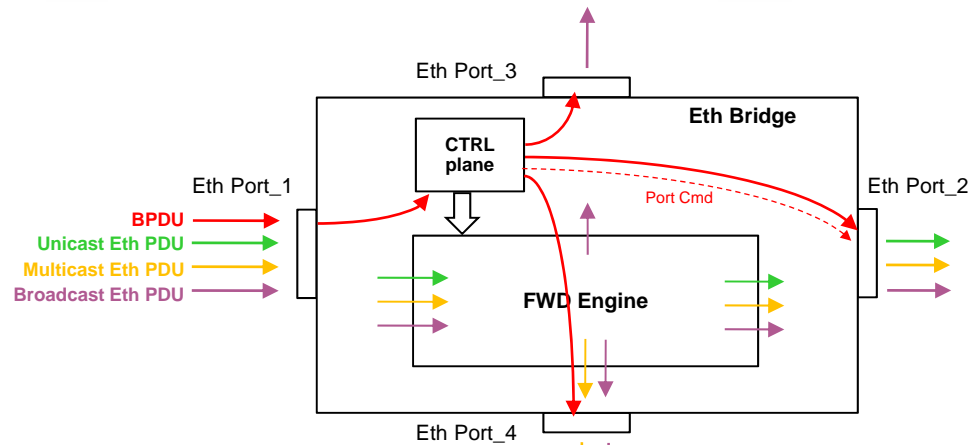 Eth Port_3
Eth Bridge
CTRL
plane
Eth Port_1
Eth Port_2
Port Cmd
BPDU
Unicast Eth PDU
Multicast Eth PDU
Broadcast Eth PDU
FWD Engine
Eth Port_4